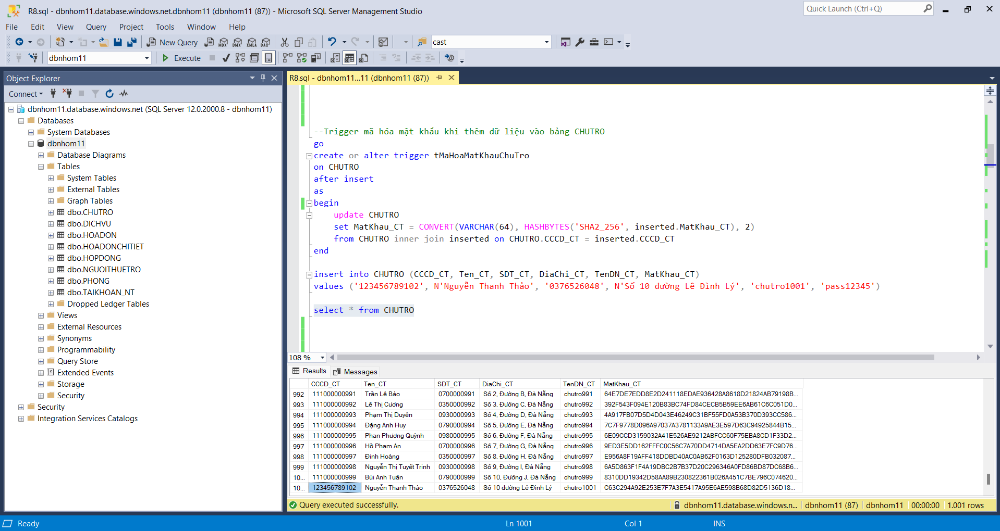 R8.sql - dbnhom11.database.windows.net.dbnhom11 (dbnhom11 (87)) - Microsoft SQL Server Management Studio
Quick Launch (Ctrl+Q)
File Edit View Query Project Tools Window Help
New Query MDX DMX XMLA DAX cast
dbnhom11 Execute
Object Explorer
Connect
dbnhom11.database.windows.net (SQL Server 12.0.2000.8 - dbnhom11)
Databases
System Databases
dbnhom11
Database Diagrams
Tables
System Tables
External Tables
Graph Tables
dbo.CHUTRO
dbo.DICHVU
dbo.HOADON
dbo.HOADONCHITIET
dbo.HOPDONG
dbo.NGUOITHUETRO
dbo.PHONG
dbo.TAIKHOAN_NT
Dropped Ledger Tables
Views
External Resources
Synonyms
Programmability
Query Store
Extended Events
Storage
Security
Security
Integration Services Catalogs
R8.sql - dbnhom11...11 (dbnhom11 (87))
--Trigger mã hóa mật khẩu khi thêm dữ liệu vào bảng CHUTRO
go
create or alter trigger tMaHoaMatKhauChuTro
on CHUTRO
after insert
as
begin
update CHUTRO
set MatKhau_CT = CONVERT(VARCHAR(64), HASHBYTES('SHA2_256', inserted.MatKhau_CT), 2)
from CHUTRO inner join inserted on CHUTRO.CCCD_CT = inserted.CCCD_CT
end
insert into CHUTRO (CCCD_CT, Ten_CT, SDT_CT, DiaChi_CT, TenDN_CT, MatKhau_CT)
values ('123456789102', N'Nguyễn Thanh Thảo', '0376526048', N'Số 10 đường Lê Đình Lý', 'chutro1001', 'pass12345')
select * from CHUTRO
108 %
Results Messages
CCCD_CT Ten_CT SDT_CT DiaChi_CT TenDN_CT MatKhau_CT
992 111000000991 Trần Lê Bảo 0700000991 Số 2, Đường B, Đà Nẵng chutro991 64E7DE7EDD8E2D241118EDAE936428A8618D21824AB79198B...
993 111000000992 Lê Thị Cương 0350000992 Số 3, Đường C, Đà Nẵng chutro992 392F543F094E120B83BC74FD84CECB5B59EE6AB61C6C051D0...
994 111000000993 Phạm Thị Duyên 0930000993 Số 4, Đường D, Đà Nẵng chutro993 4A917FB07D5D4D043E46249C31BF55FD0A53B370D393CC586...
995 111000000994 Đặng Anh Huy 0790000994 Số 5, Đường E, Đà Nẵng chutro994 7C7F9778D096A97037A3781133A9AE3E597D63C94925844B15...
996 111000000995 Phan Phương Quỳnh 0980000995 Số 6, Đường F, Đà Nẵng chutro995 6E09CCD3159032A41E526AE9212ABFCC60F75EBA8CD1F33D2...
997 111000000996 Hồ Phạm An 0700000996 Số 7, Đường G, Đà Nẵng chutro996 9ED3E5DD162FFFC0C56C7A70DD4714DA5EA2DD63E7FC9D76...
998 111000000997 Đinh Hoàng 0350000997 Số 8, Đường H, Đà Nẵng chutro997 E956A8F19AFF418DDBD40AC0AB62F0163D125280DFB032087...
999 111000000998 Nguyễn Thị Tuyết Trinh 0930000998 Số 9, Đường I, Đà Nẵng chutro998 6A5D863F1F4A19DBC2B7B37D20C296346A0FD86BD87DC68B6...
10... 111000000999 Bùi Anh Tuấn 0790000999 Số 10, Đường J, Đà Nẵng chutro999 8310DD19342D58AA89B230822361B026A451C7BE796C074620...
10... 123456789102 Nguyễn Thanh Thảo 0376526048 Số 10 đường Lê Đình Lý chutro1001 C63C294A92E253E7F7A3E5417A95E6AE598B68D82D5136D18...
Query executed successfully. dbnhom11.database.windows.n... dbnhom11 (87) dbnhom11 00:00:00 1.001 rows
Ready Ln 1001 Col 1 INS